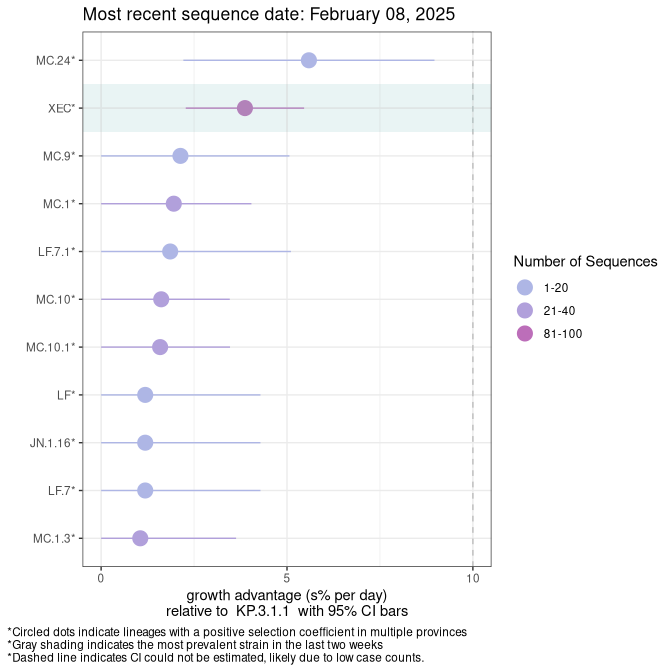 Most recent sequence date: February 08, 2025
MC.24*
XEC*
MC.9*
MC.1*
LF.7.1*
MC.10*
MC.10.1*
LF*
JN.1.16*
LF.7*
MC.1.3*
0 5 10
growth advantage (s% per day)
relative to KP.3.1.1 with 95% CI bars
Number of Sequences
1-20
21-40
81-100
*Circled dots indicate lineages with a positive selection coefficient in multiple provinces
*Gray shading indicates the most prevalent strain in the last two weeks
*Dashed line indicates CI could not be estimated, likely due to low case counts.